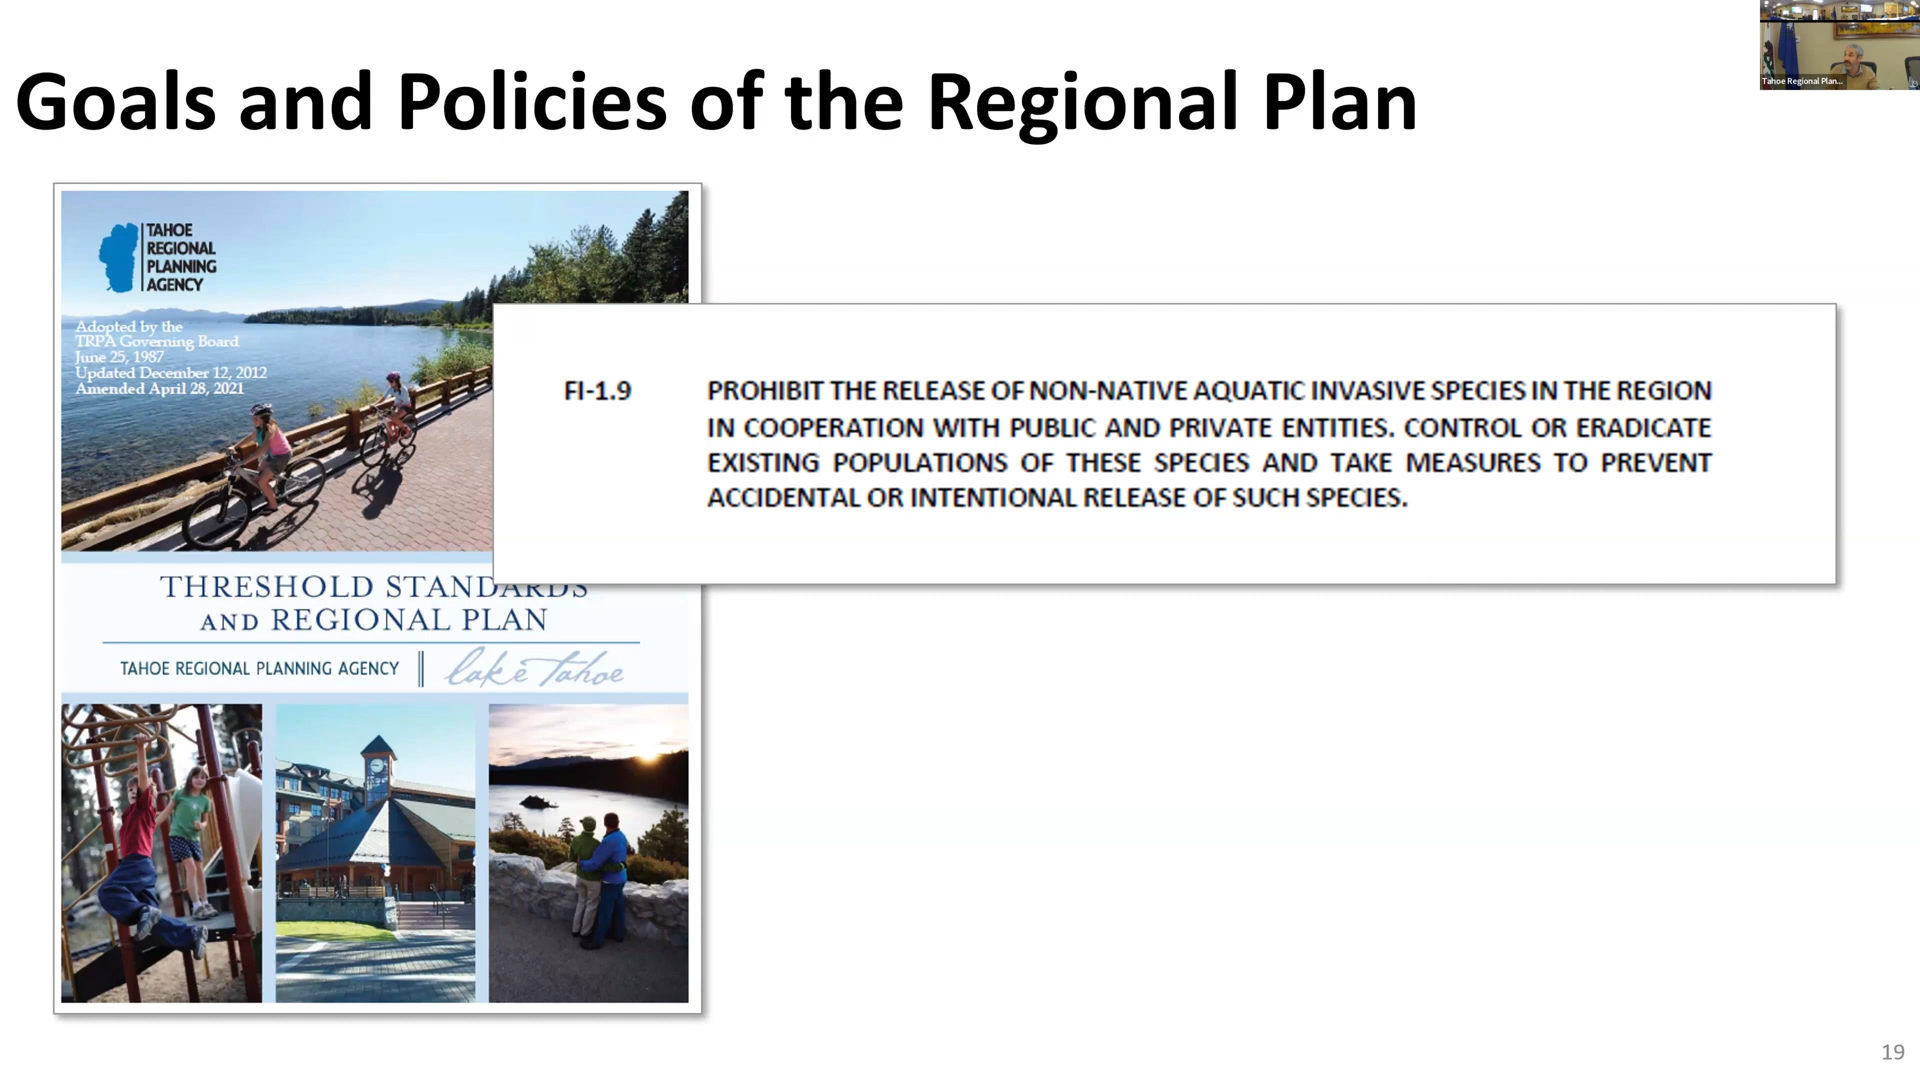 Goals and Policies of the Regional Plan
Tahoe Regional Plan...
TAHOE
REGIONAL
PLANNING
AGENCY
Adopted by the
TRPA Governing Board
June 25, 1987
Updated December 12, 2012
Amended April 28, 2021
FI-1.9
PROHIBIT THE RELEASE OF NON-NATIVE AQUATIC INVASIVE SPECIES IN THE REGION
IN COOPERATION WITH PUBLIC AND PRIVATE ENTITIES. CONTROL OR ERADICATE
EXISTING POPULATIONS OF THESE SPECIES AND TAKE MEASURES TO PREVENT
ACCIDENTAL OR INTENTIONAL RELEASE OF SUCH SPECIES.
THRESHOLD STANDARDS
AND REGIONAL PLAN
TAHOE REGIONAL PLANNING AGENCY
lake Tahoe
19